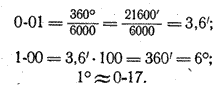 0-01 = 360° / 6000 = 21600′ / 6000 = 3,6′;
1-00 = 3,6′ · 100 = 360′ = 6°;
1° ≈ 0-17.